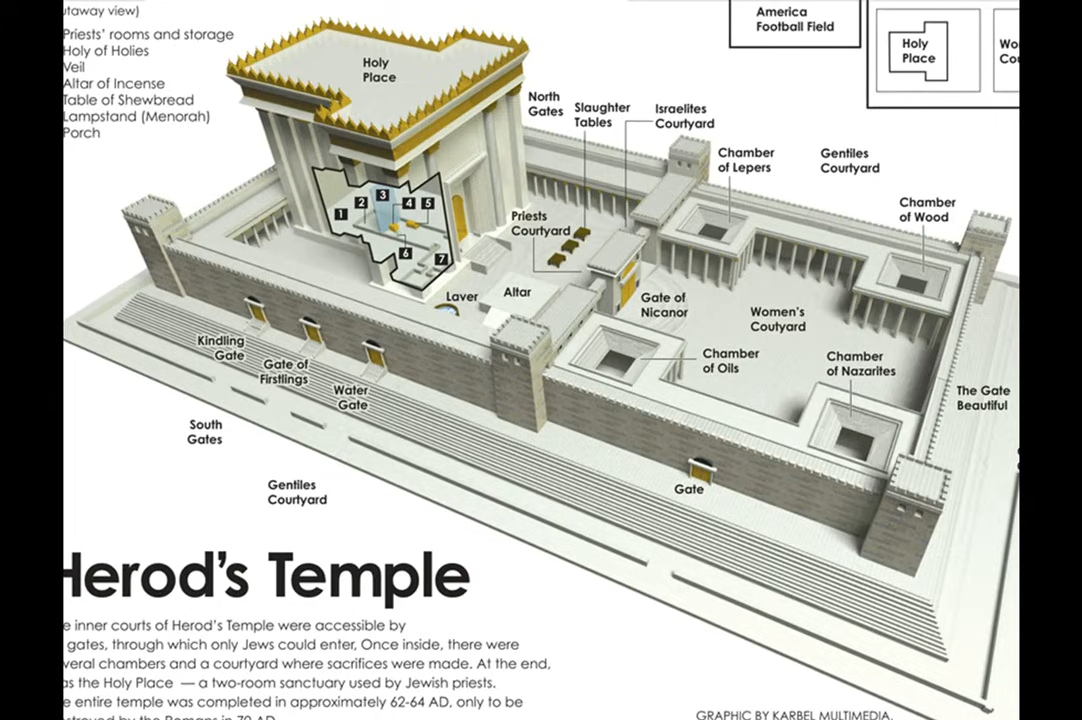 utaway view)
Priests' rooms and storage
Holy of Holies
Veil
Altar of Incense
Table of Shewbread
Lampstand (Menorah)
Porch
America
Football Field
Holy
Place
Holy
Place
North
Gates
Slaughter
Tables
Israelites
Courtyard
Chamber
of Lepers
Gentiles
Courtyard
Chamber
of Wood
1
2
3
4
5
6
7
Priests
Courtyard
Laver
Altar
Gate of
Nicanor
Women's
Coutyard
Chamber
of Oils
Chamber
of Nazarites
The Gate
Beautiful
Kindling
Gate
Gate of
Firstlings
Water
Gate
South
Gates
Gentiles
Courtyard
Gate
Herod's Temple
e inner courts of Herod's Temple were accessible by
gates, through which only Jews could enter, Once inside, there were
veral chambers and a courtyard where sacrifices were made. At the end,
as the Holy Place — a two-room sanctuary used by Jewish priests.
e entire temple was completed in approximately 62-64 AD, only to be
stroyed by the Romans in 70 AD.
GRAPHIC BY KARBEL MULTIMEDIA.